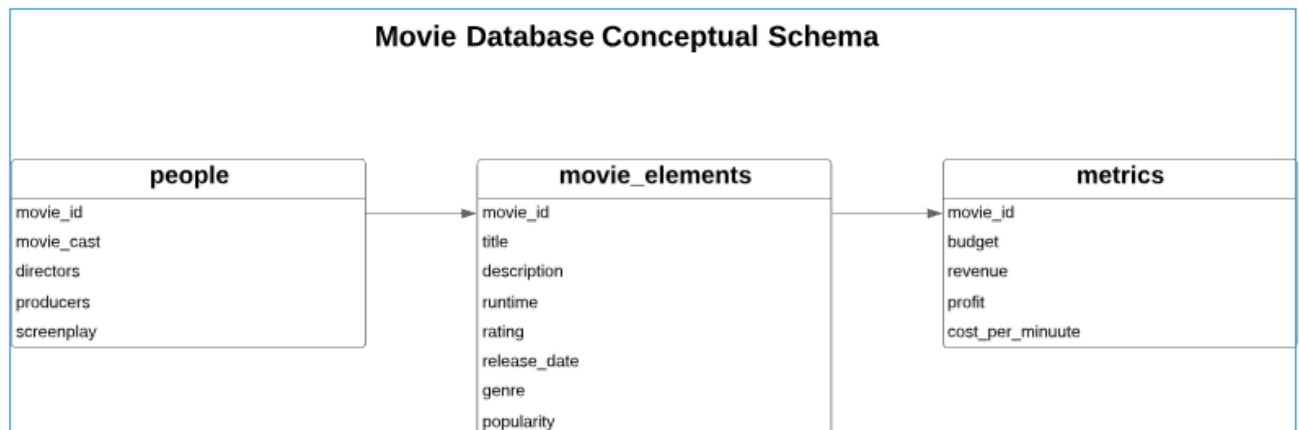 Movie Database Conceptual Schema
people
movie_id
movie_cast
directors
producers
screenplay
movie_elements
movie_id
title
description
runtime
rating
release_date
genre
popularity
metrics
movie_id
budget
revenue
profit
cost_per_minuute